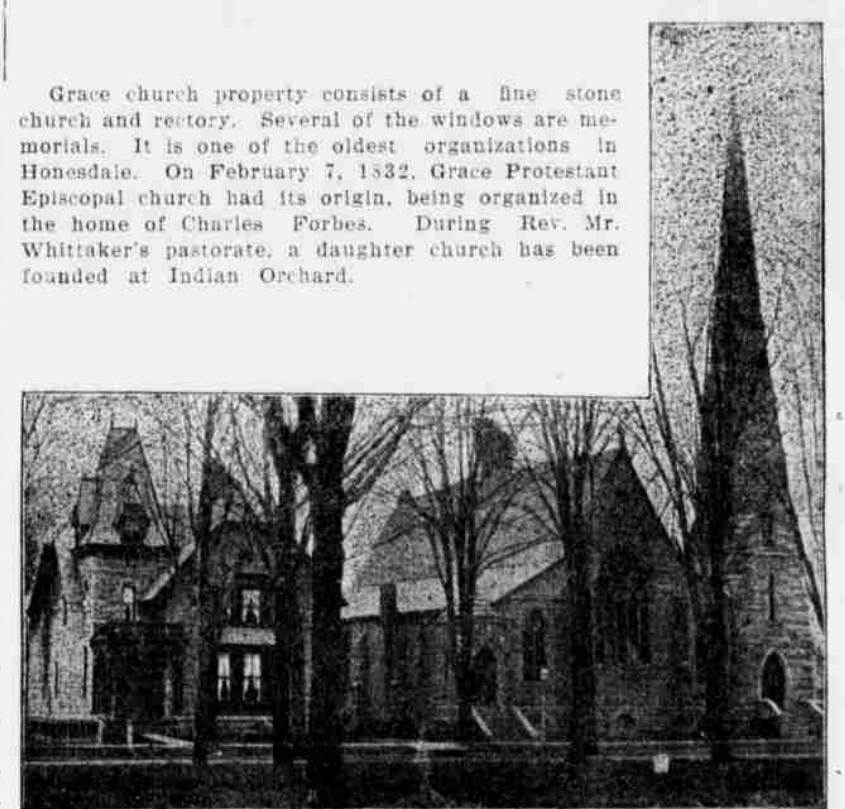 Grace church property consists of a fine stone
church and rectory. Several of the windows are me-
morials. It is one of the oldest organizations in
Honesdale. On February 7, 1832, Grace Protestant
Episcopal church had its origin, being organized in
the home of Charles Forbes. During Rev. Mr.
Whittaker's pastorate, a daughter church has been
founded at Indian Orchard.